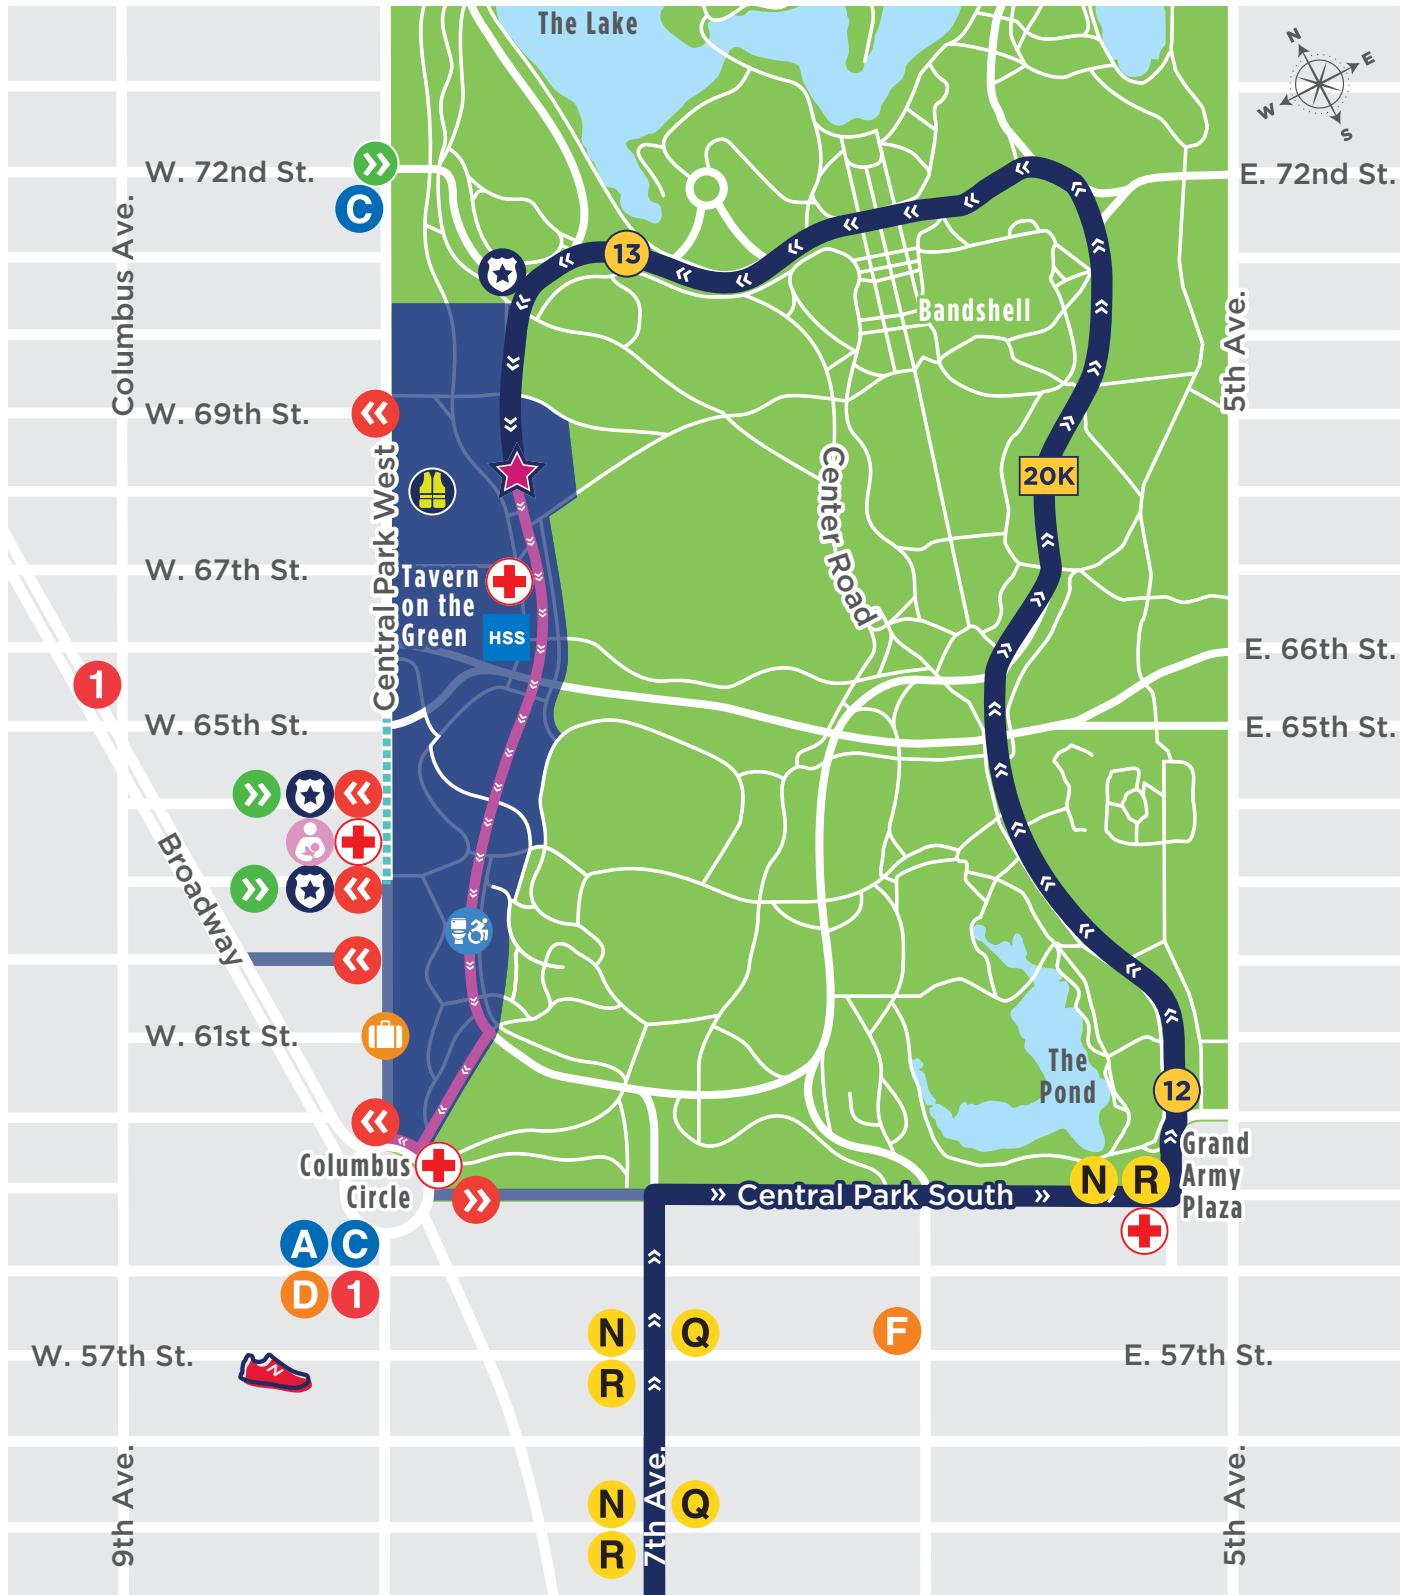 The Lake
N
E
W
S
W. 72nd St.
C
E. 72nd St.
Columbus Ave.
13
Bandshell
5th Ave.
W. 69th St.
Central Park West
20K
Center Road
W. 67th St.
Tavern
on the
Green
HSS
E. 66th St.
1
W. 65th St.
E. 65th St.
Broadway
W. 61st St.
The
Pond
12
Columbus
Circle
Grand
Army
Plaza
N R
Central Park South
A C
D 1
N Q
R
F
W. 57th St.
N
E. 57th St.
9th Ave.
N Q
R
7th Ave.
5th Ave.